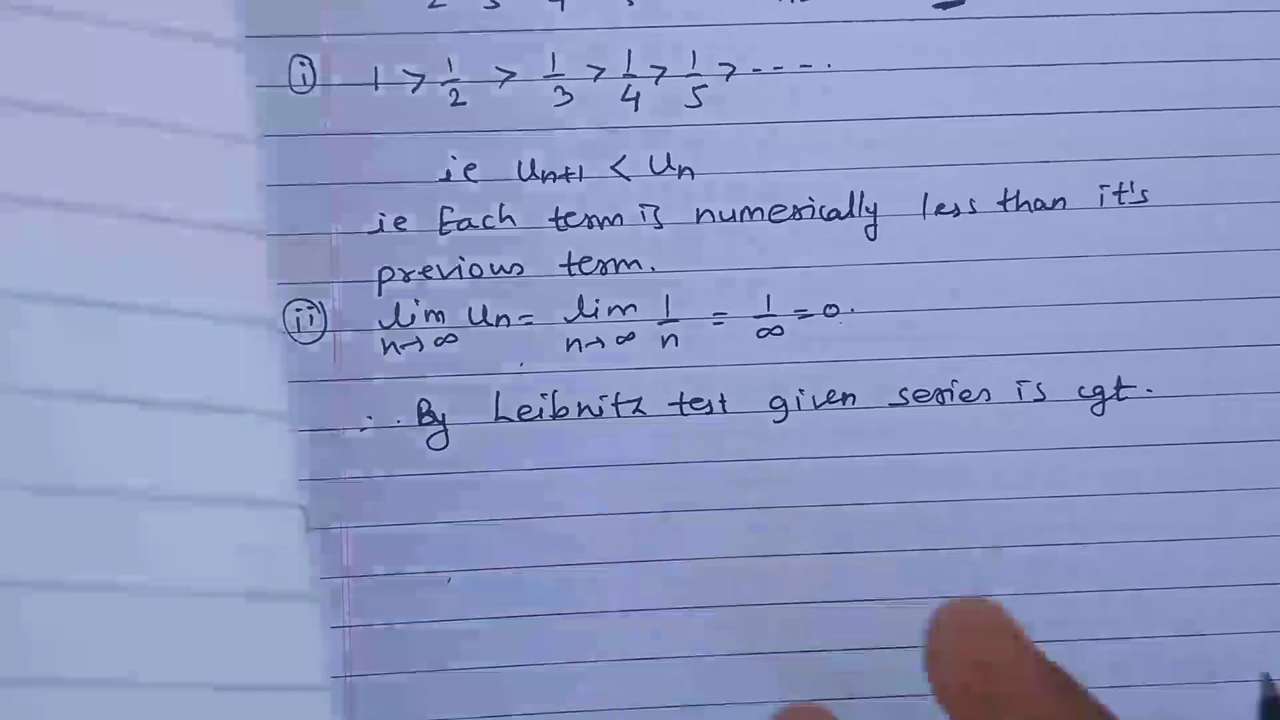 (i) 1 > 1/2 > 1/3 > 1/4 > 1/5 > ----.
ie Un+1 < Un
ie Each term is numerically less than it's
previous term.
(ii) lim n→∞ Un = lim n→∞ 1/n = 1/∞ = 0.
∴ By Leibnitz test given series is cgt.